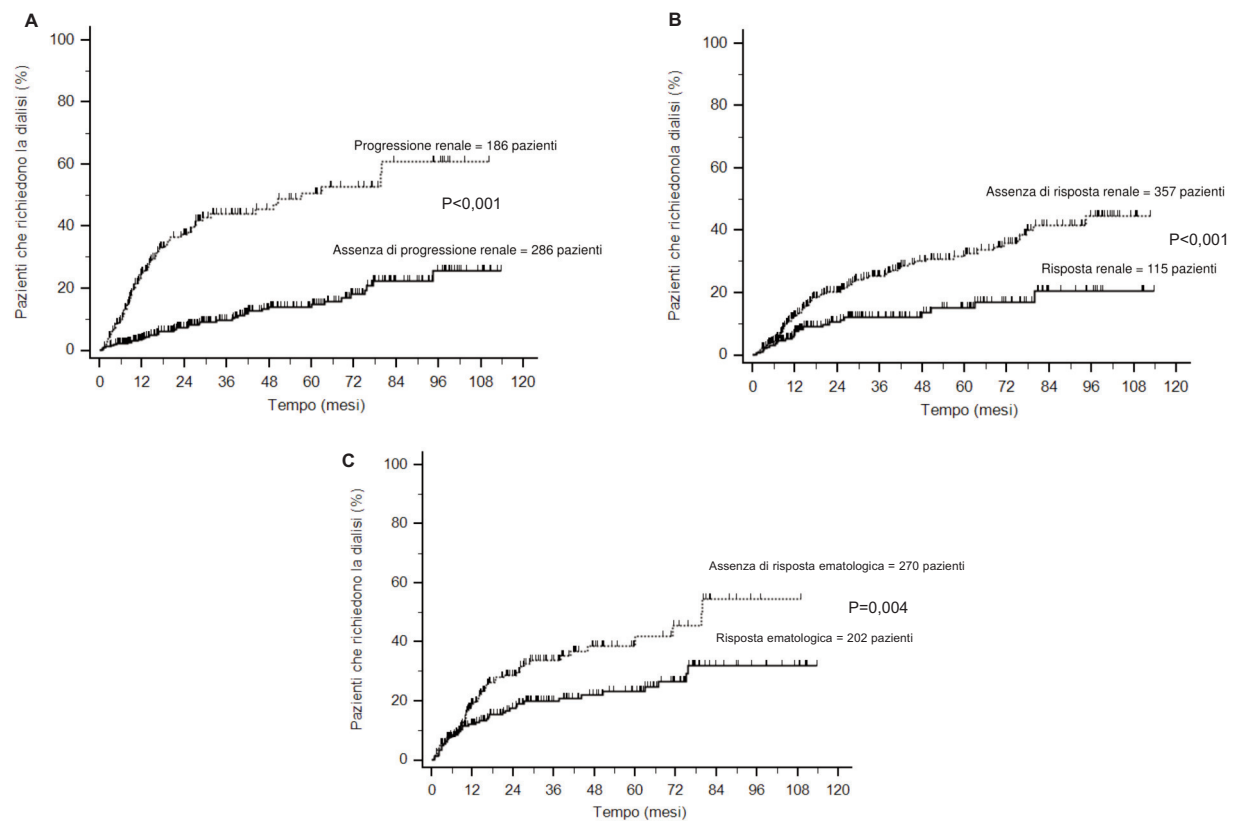 A
Pazienti che richiedono la dialisi (%)
100
80
60
40
20
0
Progressione renale = 186 pazienti
P<0,001
Assenza di progressione renale = 286 pazienti
0 12 24 36 48 60 72 84 96 108 120
Tempo (mesi)
B
Pazienti che richiedonola dialisi (%)
100
80
60
40
20
0
Assenza di risposta renale = 357 pazienti
P<0,001
Risposta renale = 115 pazienti
0 12 24 36 48 60 72 84 96 108 120
Tempo (mesi)
C
Pazienti che richiedono la dialisi (%)
100
80
60
40
20
0
Assenza di risposta ematologica = 270 pazienti
P=0,004
Risposta ematologica = 202 pazienti
0 12 24 36 48 60 72 84 96 108 120
Tempo (mesi)